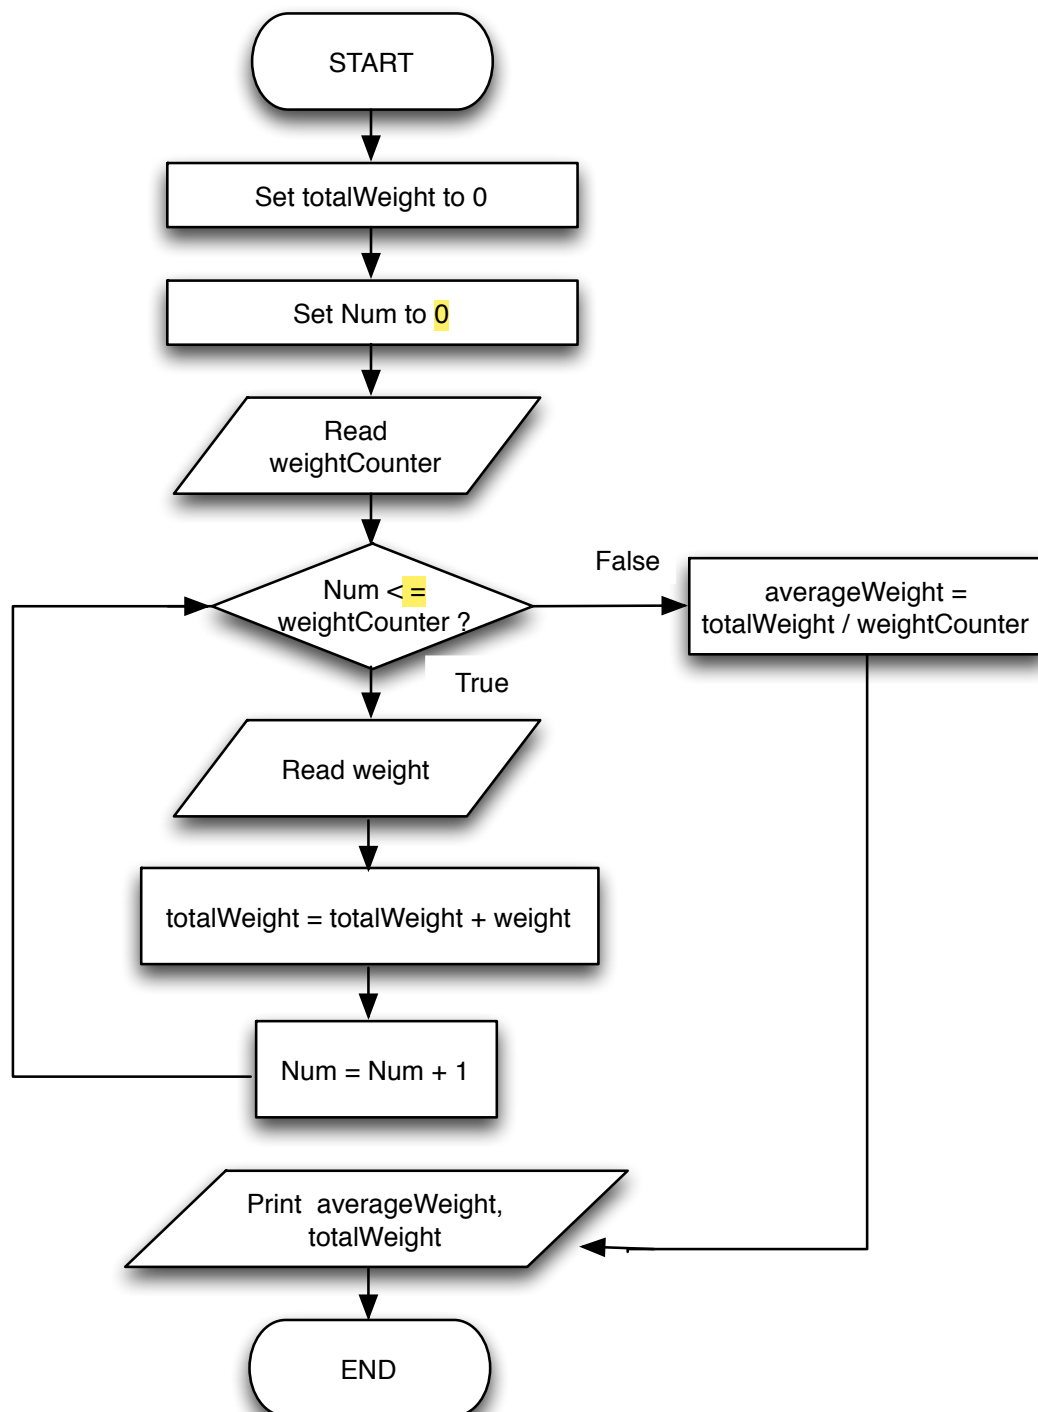 START
Set totalWeight to 0
Set Num to 0
Read
weightCounter
Num < =
weightCounter ?
False
averageWeight =
totalWeight / weightCounter
True
Read weight
totalWeight = totalWeight + weight
Num = Num + 1
Print  averageWeight,
totalWeight
END